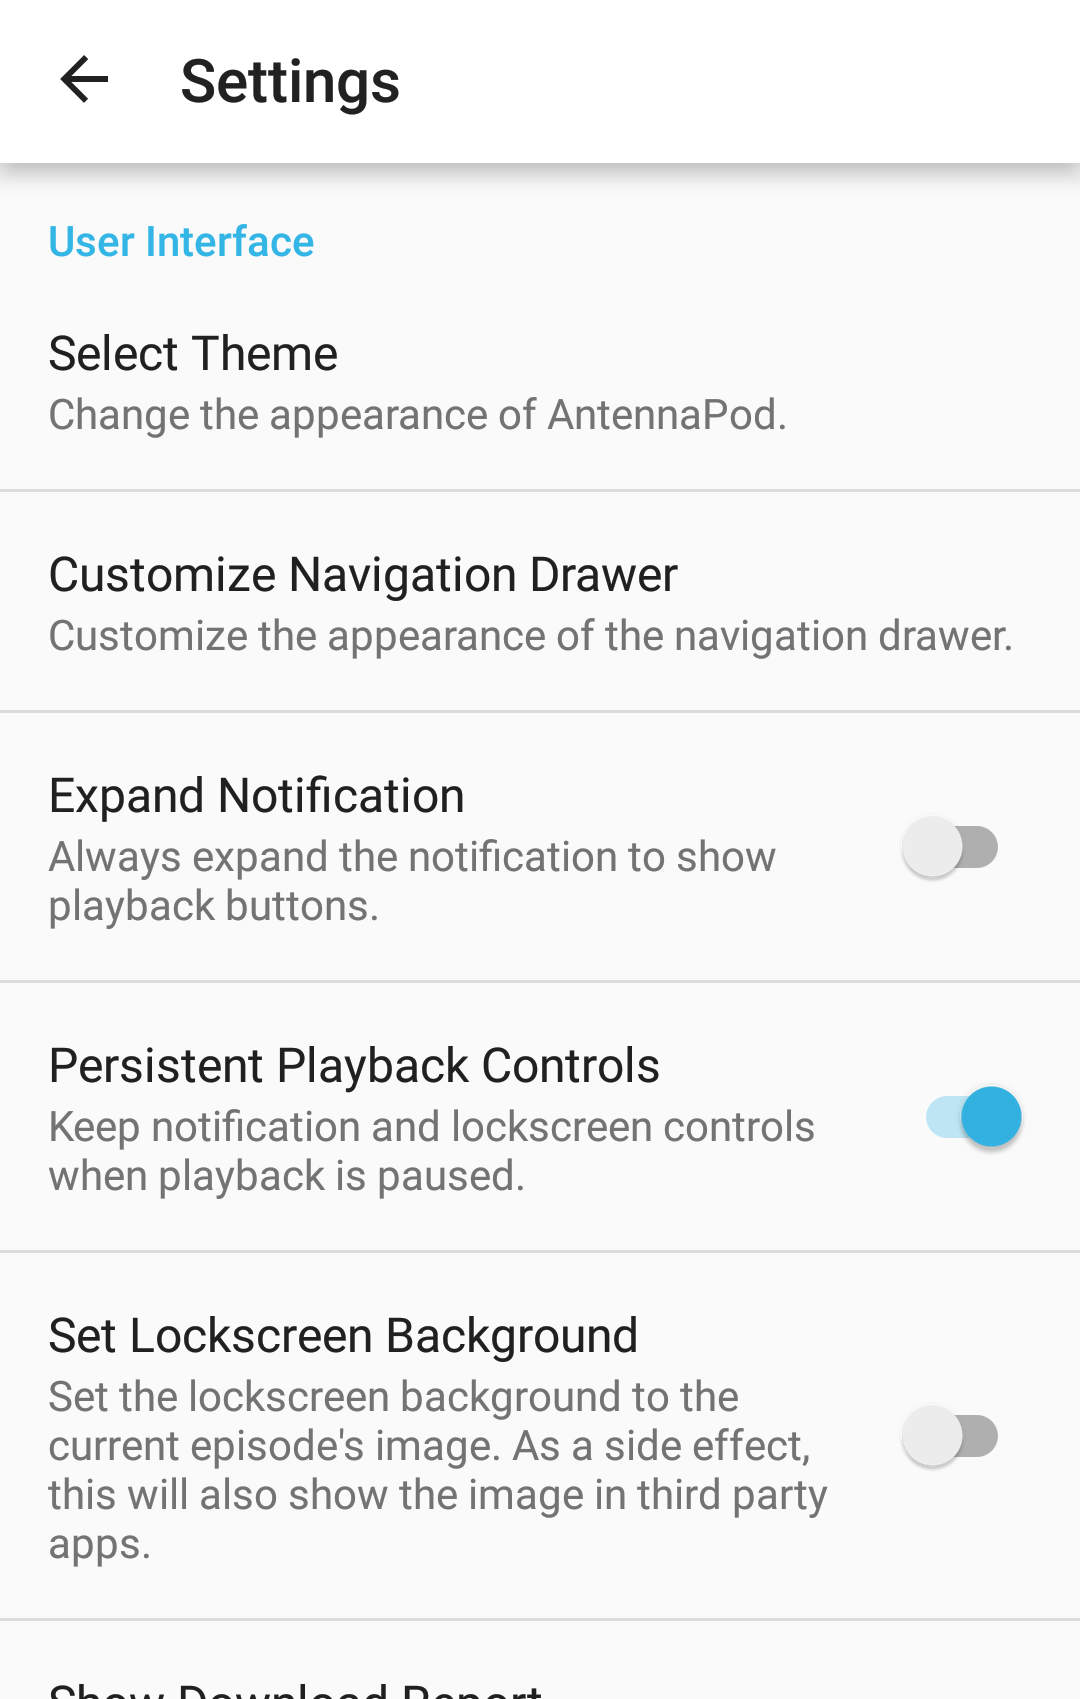 Settings
User Interface
Select Theme
Change the appearance of AntennaPod.
Customize Navigation Drawer
Customize the appearance of the navigation drawer.
Expand Notification
Always expand the notification to show
playback buttons.
Persistent Playback Controls
Keep notification and lockscreen controls
when playback is paused.
Set Lockscreen Background
Set the lockscreen background to the
current episode's image. As a side effect,
this will also show the image in third party
apps.
Show Download Report